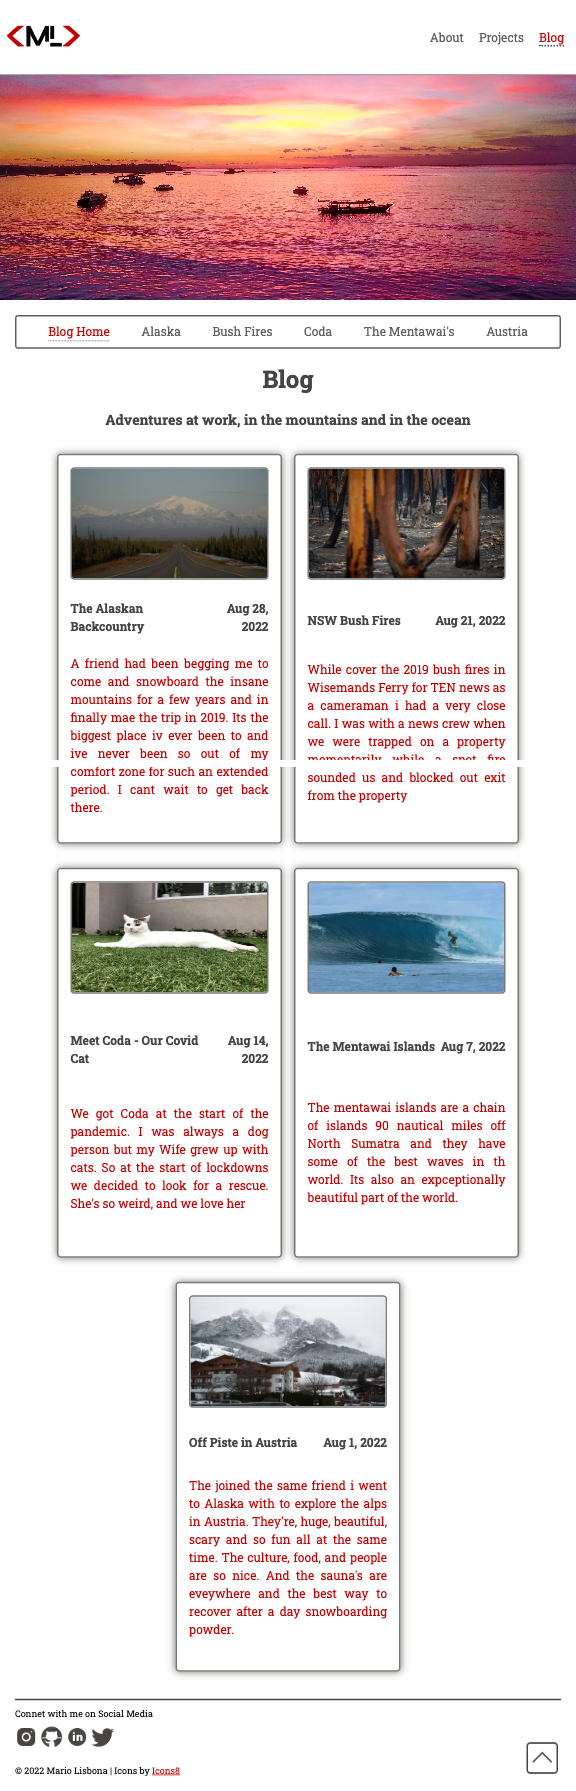 <ML>
About Projects Blog
Blog Home Alaska Bush Fires Coda The Mentawai's Austria
Blog
Adventures at work, in the mountains and in the ocean
The Alaskan Backcountry
Aug 28, 2022
A friend had been begging me to
come and snowboard the insane
mountains for a few years and in
finally mae the trip in 2019. Its the
biggest place iv ever been to and
ive never been so out of my
comfort zone for such an extended
period. I cant wait to get back
there.
NSW Bush Fires Aug 21, 2022
While cover the 2019 bush fires in
Wisemands Ferry for TEN news as
a cameraman i had a very close
call. I was with a news crew when
we were trapped on a property
momentarily while a spot fire
sounded us and blocked out exit
from the property
Meet Coda - Our Covid Cat
Aug 14, 2022
We got Coda at the start of the
pandemic. I was always a dog
person but my Wife grew up with
cats. So at the start of lockdowns
we decided to look for a rescue.
She's so weird, and we love her
The Mentawai Islands Aug 7, 2022
The mentawai islands are a chain
of islands 90 nautical miles off
North Sumatra and they have
some of the best waves in th
world. Its also an expceptionally
beautiful part of the world.
Off Piste in Austria Aug 1, 2022
The joined the same friend i went
to Alaska with to explore the alps
in Austria. They're, huge, beautiful,
scary and so fun all at the same
time. The culture, food, and people
are so nice. And the sauna's are
eveywhere and the best way to
recover after a day snowboarding
powder.
Connet with me on Social Media
© 2022 Mario Lisbona | Icons by Icons8